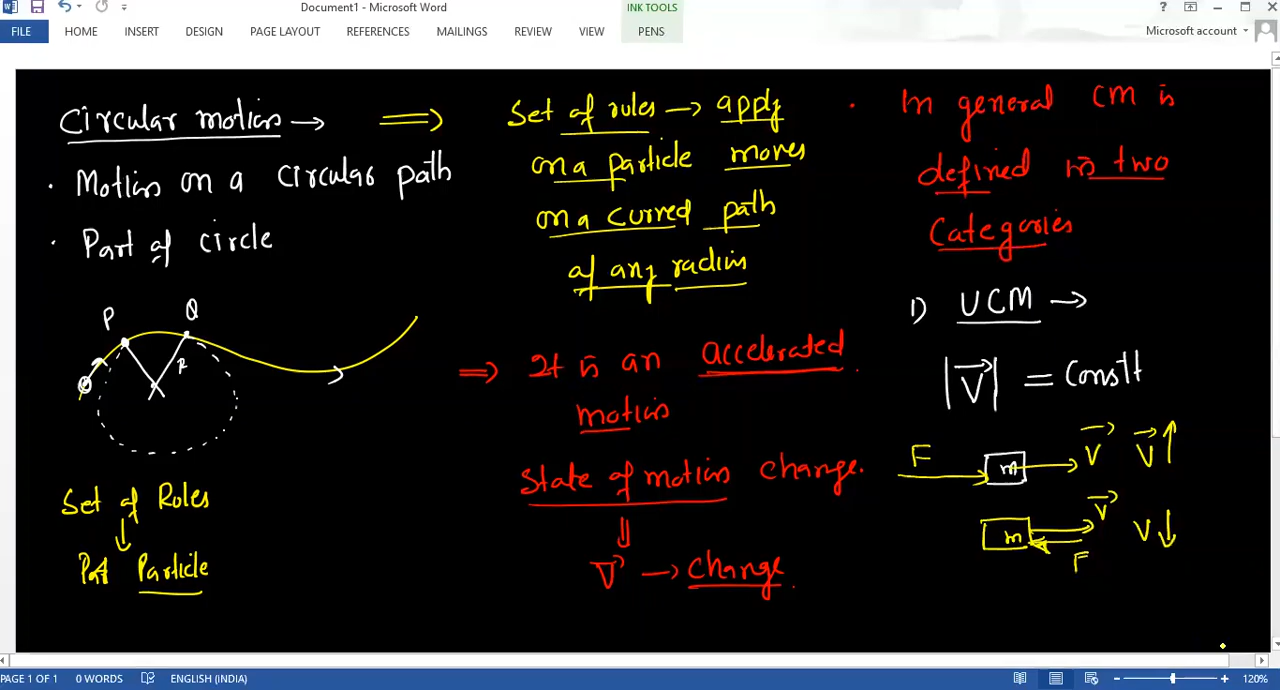 Document1 - Microsoft Word
INK TOOLS
FILE HOME INSERT DESIGN PAGE LAYOUT REFERENCES MAILINGS REVIEW VIEW PENS
Microsoft account
Circular motion → ⇒
· Motion on a circular path
· Part of circle
P Q
R
Set of Rules
↓
Particle
Set of rules → apply
on a particle moves
on a curved path
of any radius
⇒ It is an accelerated
motion
State of motion change.
⇓
V⃗ → change.
· In general CM is
defined in two
Categories
1) UCM →
|V⃗| = Constt
F m V⃗ V⃗ ↑
m V⃗ V ↓
F
PAGE 1 OF 1 0 WORDS ENGLISH (INDIA) 120%